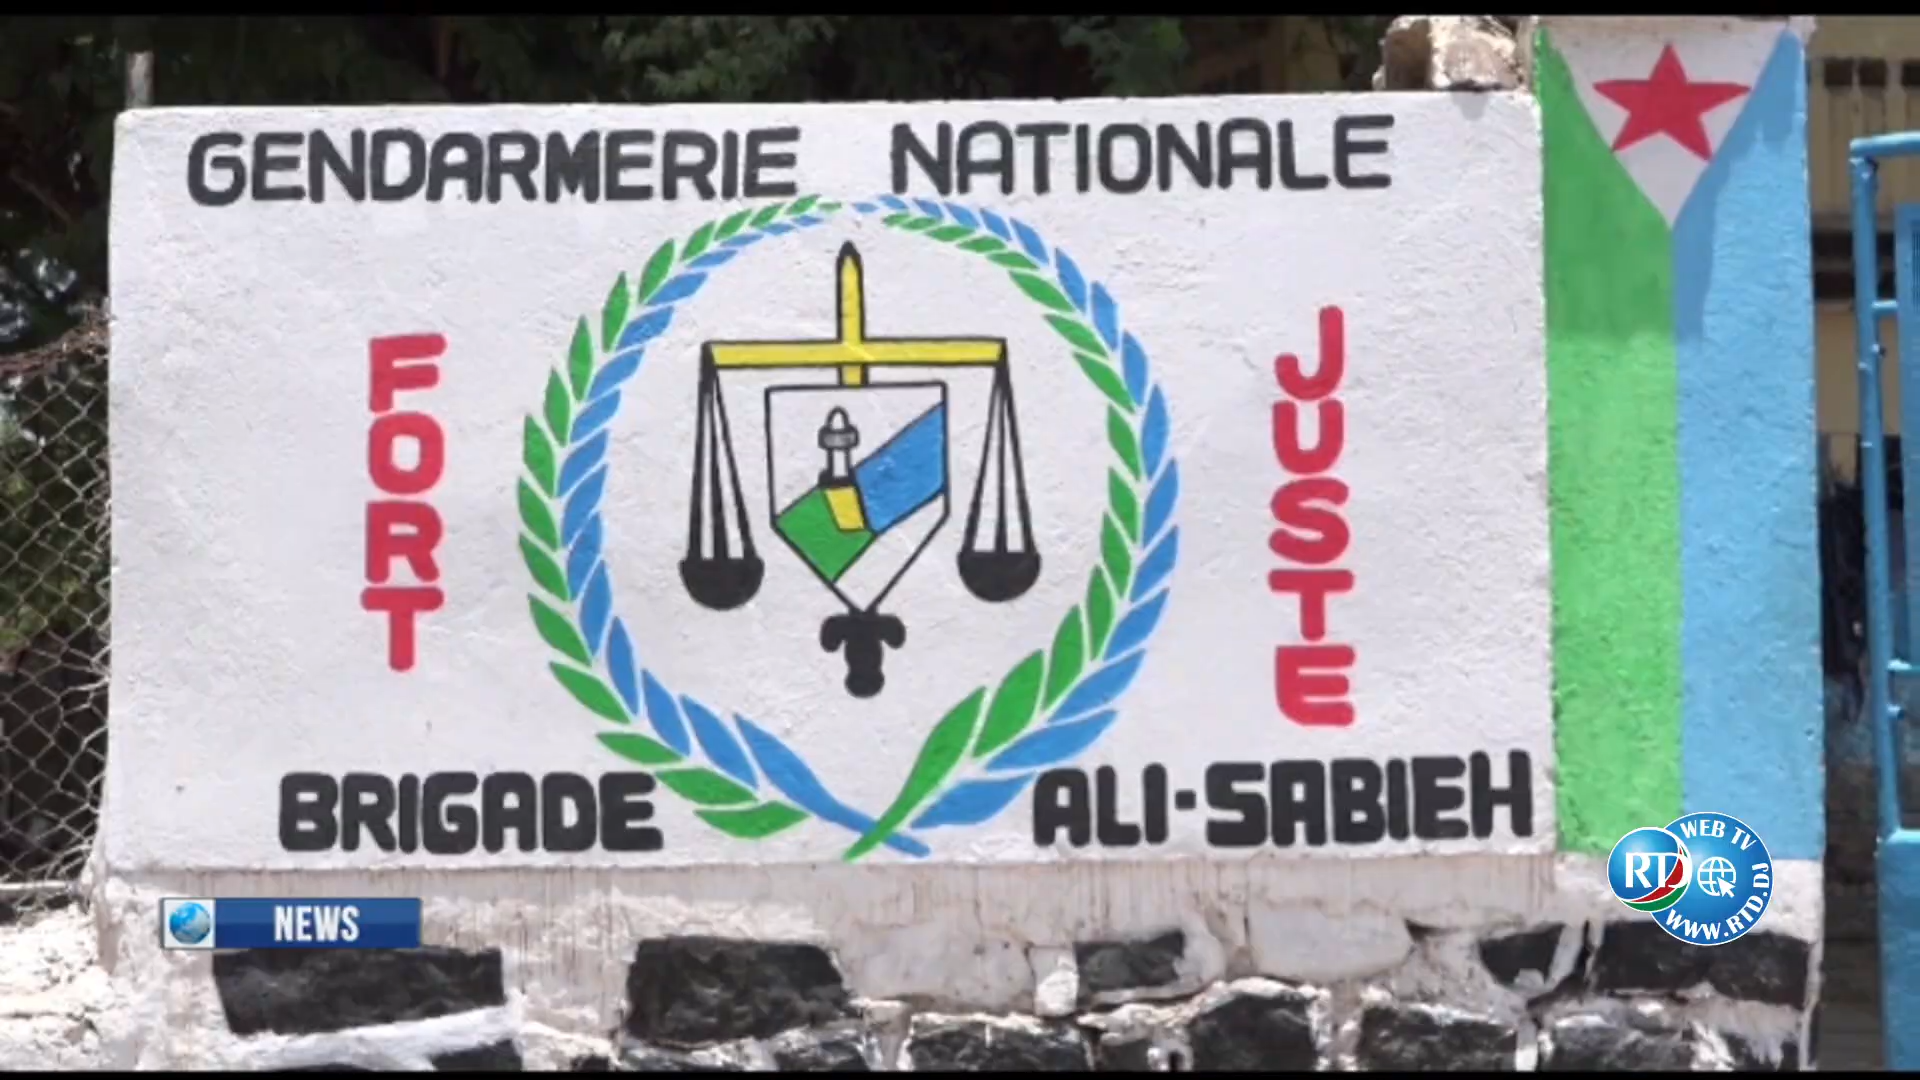 GENDARMERIE NATIONALE
FORT
JUSTE
BRIGADE ALI-SABIEH
NEWS
WEB TV
RTD
WWW.RTD.DJ